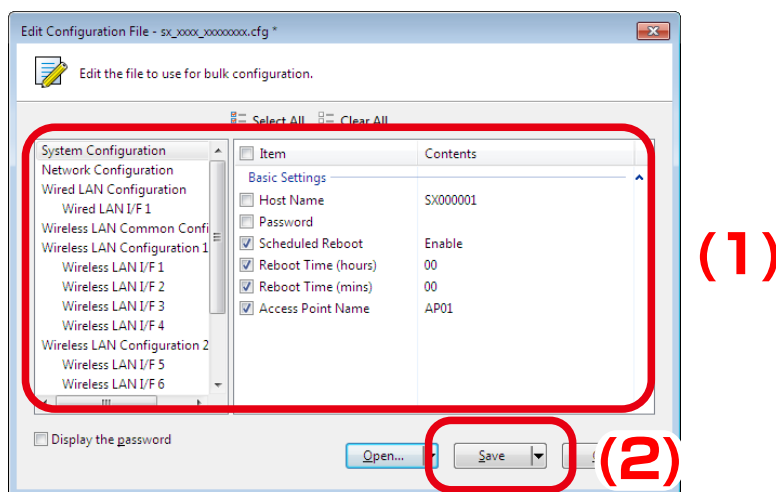 Edit Configuration File - sx_xxxx_xxxxxxxx.cfg *
Edit the file to use for bulk configuration.
Select All Clear All
System Configuration
Network Configuration
Wired LAN Configuration
Wired LAN I/F 1
Wireless LAN Common Confi
Wireless LAN Configuration 1
Wireless LAN I/F 1
Wireless LAN I/F 2
Wireless LAN I/F 3
Wireless LAN I/F 4
Wireless LAN Configuration 2
Wireless LAN I/F 5
Wireless LAN I/F 6
Item Contents
Basic Settings
Host Name SX000001
Password
Scheduled Reboot Enable
Reboot Time (hours) 00
Reboot Time (mins) 00
Access Point Name AP01
(1)
Display the password
Open... Save
(2)